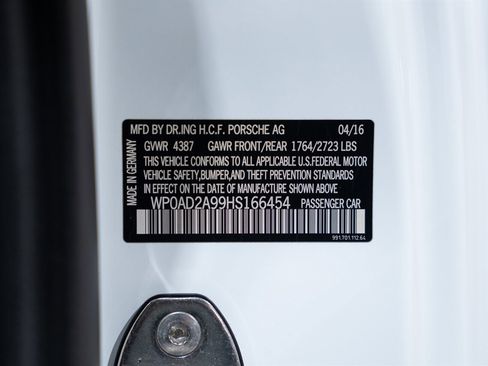 MFD BY DR.ING H.C.F. PORSCHE AG 04/16
GVWR 4387 GAWR FRONT/REAR 1764/2723 LBS
THIS VEHICLE CONFORMS TO ALL APPLICABLE U.S.FEDERAL MOTOR
VEHICLE SAFETY,BUMPER,AND THEFT PREVENTION STANDARDS
IN EFFECT ON THE DATE OF MANUFACTURE SHOWN ABOVE.
WP0AD2A99HS166454 PASSENGER CAR
MADE IN GERMANY
991.701.112.64